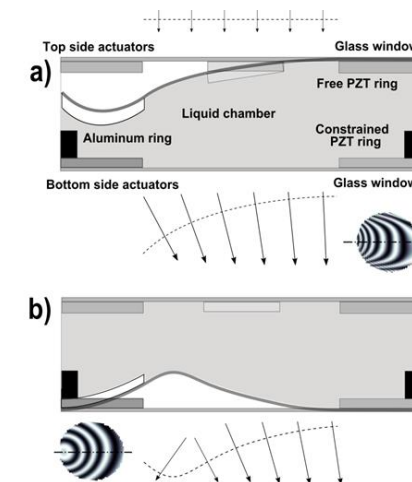 Top side actuators
Glass window
a)
Free PZT ring
Liquid chamber
Aluminum ring
Constrained
PZT ring
Bottom side actuators
Glass window
b)